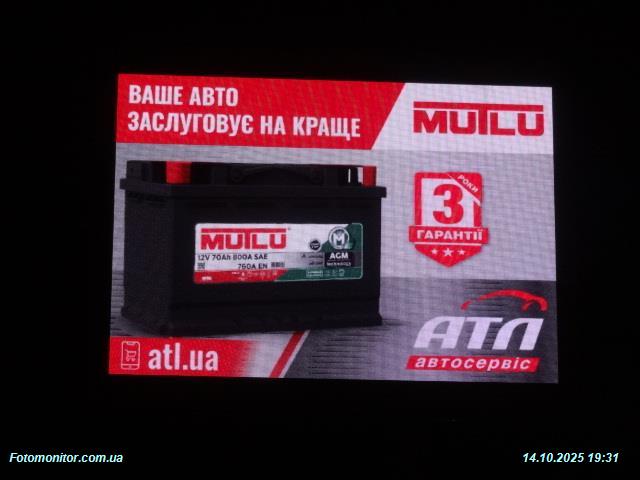 ВАШЕ АВТО
ЗАСЛУГОВУЄ НА КРАЩЕ
MUTLU
3
РОКИ
ГАРАНТІЇ
MUTLU
12V 70Ah 800A SAE
760A EN
M
AGM
АТЛ
автосервіс
atl.ua
Fotomonitor.com.ua
14.10.2025 19:31